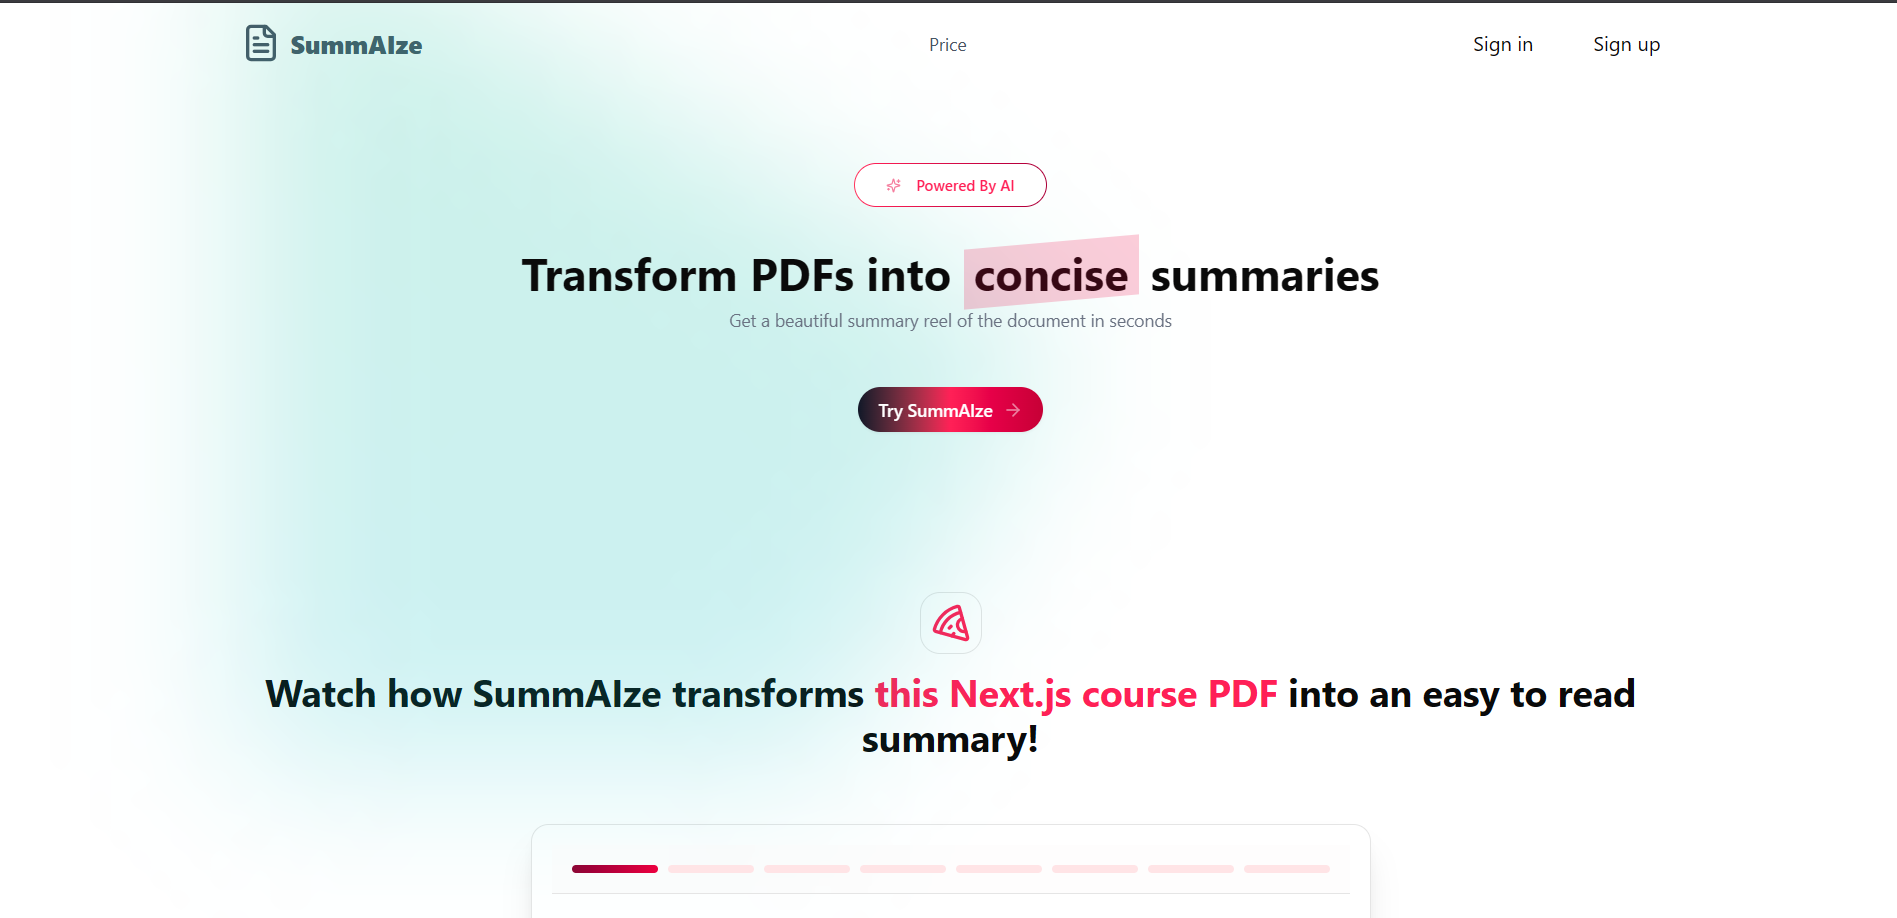 SummAIze
Price
Sign in
Sign up
Powered By AI
Transform PDFs into concise summaries
Get a beautiful summary reel of the document in seconds
Try SummAIze
Watch how SummAIze transforms this Next.js course PDF into an easy to read
summary!